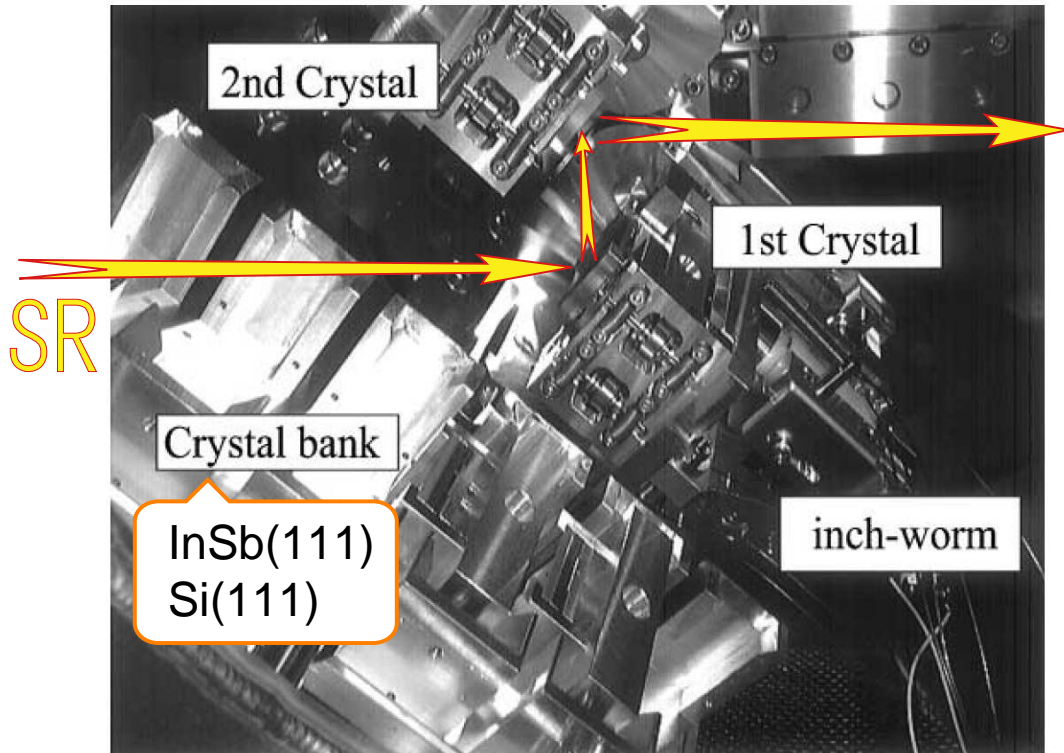 2nd Crystal
1st Crystal
SR
Crystal bank
InSb(111)
Si(111)
inch-worm